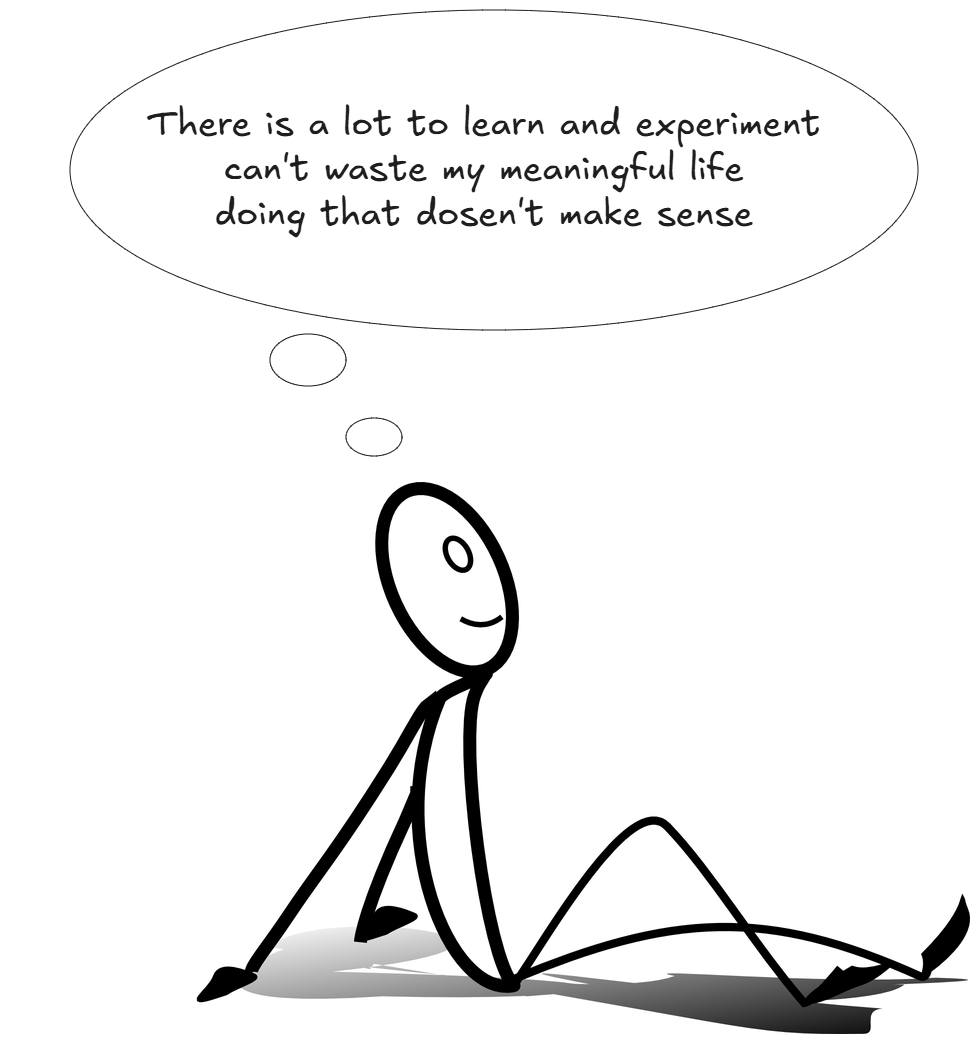 There is a lot to learn and experiment
can't waste my meaningful life
doing that dosen't make sense